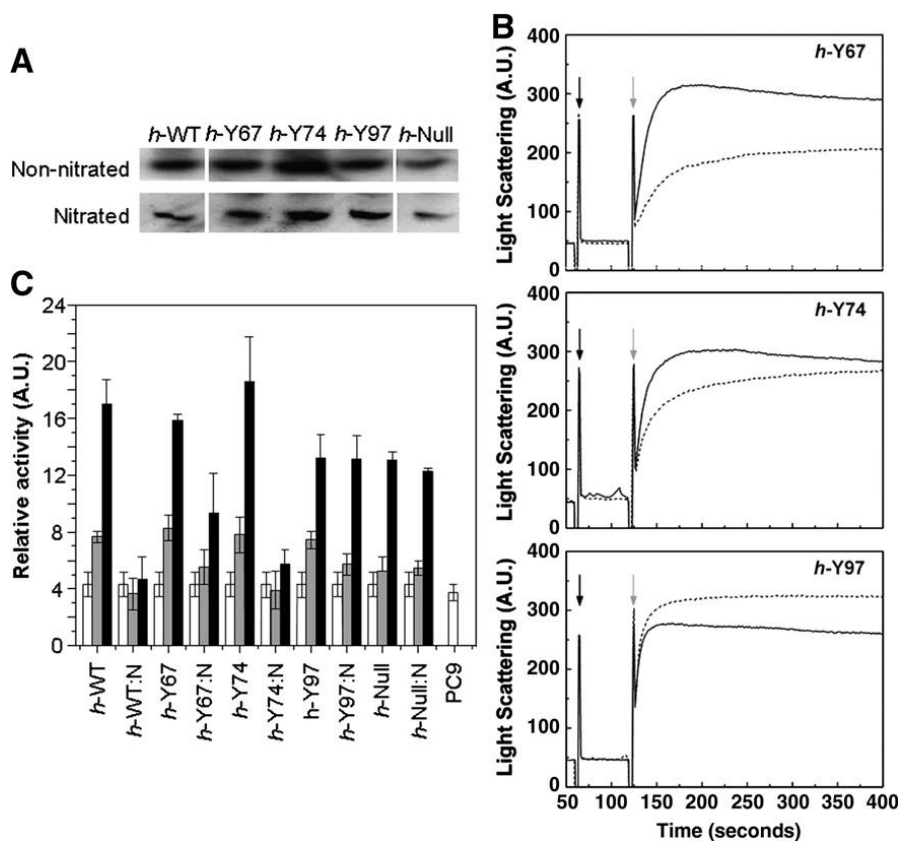 A
h-WT h-Y67 h-Y74 h-Y97 h-Null
Non-nitrated
Nitrated
B
400
300
200
100
0
Light Scattering (A.U.)
h-Y67
400
300
200
100
0
Light Scattering (A.U.)
h-Y74
400
300
200
100
0
Light Scattering (A.U.)
h-Y97
50 100 150 200 250 300 350 400
Time (seconds)
C
24
20
16
12
8
4
0
Relative activity (A.U.)
h-WT
h-WT:N
h-Y67
h-Y67:N
h-Y74
h-Y74:N
h-Y97
h-Y97:N
h-Null
h-Null:N
PC9